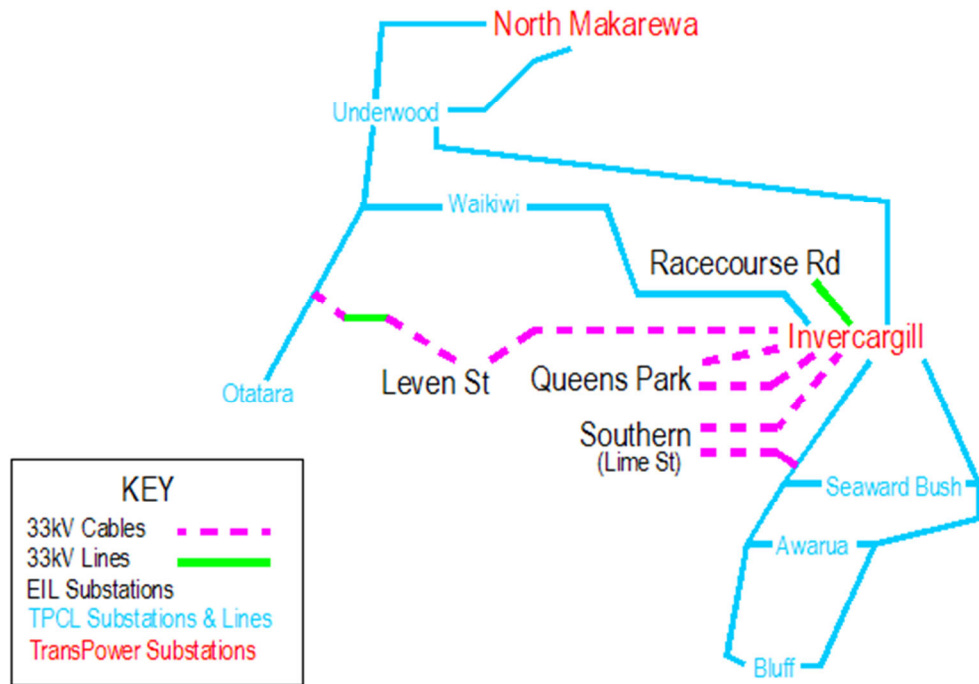 North Makarewa
Underwood
Waikiwi
Racecourse Rd
Invercargill
Leven St
Queens Park
Otatara
Southern
(Lime St)
Seaward Bush
Awarua
Bluff
KEY
33kV Cables
33kV Lines
EIL Substations
TPCL Substations & Lines
TransPower Substations